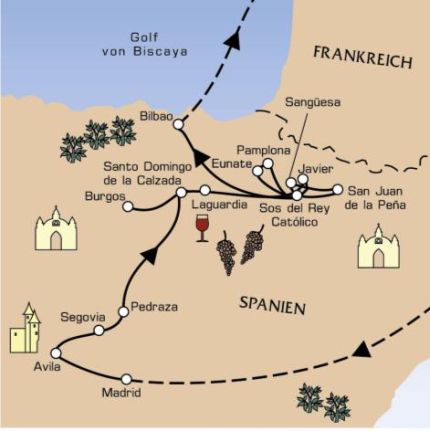 Golf
von Biscaya
FRANKREICH
Sangüesa
Bilbao
Pamplona
Eunate
Javier
Santo Domingo
de la Calzada
Burgos
Laguardia
Sos del Rey
Católico
San Juan
de la Peña
SPANIEN
Pedraza
Segovia
Avila
Madrid